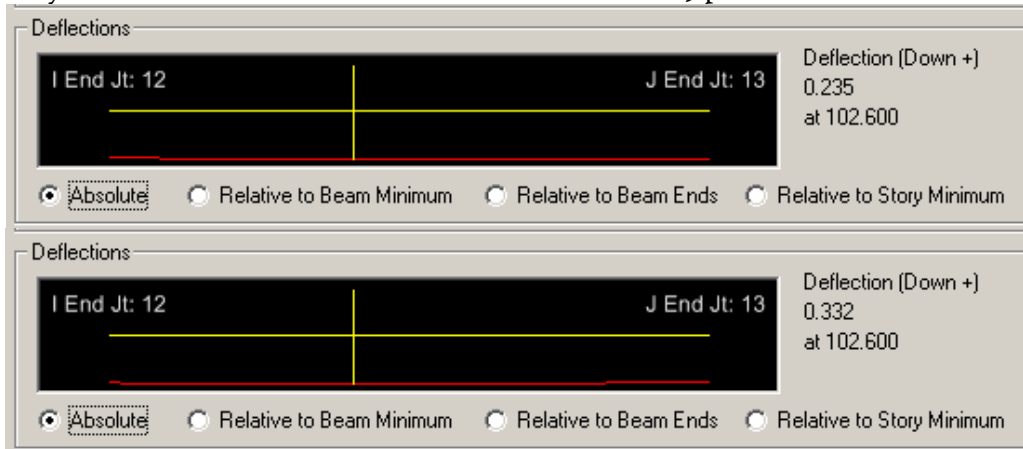 Deflections
I End Jt: 12 J End Jt: 13
Deflection (Down +)
0.235
at 102.600
Absolute Relative to Beam Minimum Relative to Beam Ends Relative to Story Minimum
Deflections
I End Jt: 12 J End Jt: 13
Deflection (Down +)
0.332
at 102.600
Absolute Relative to Beam Minimum Relative to Beam Ends Relative to Story Minimum